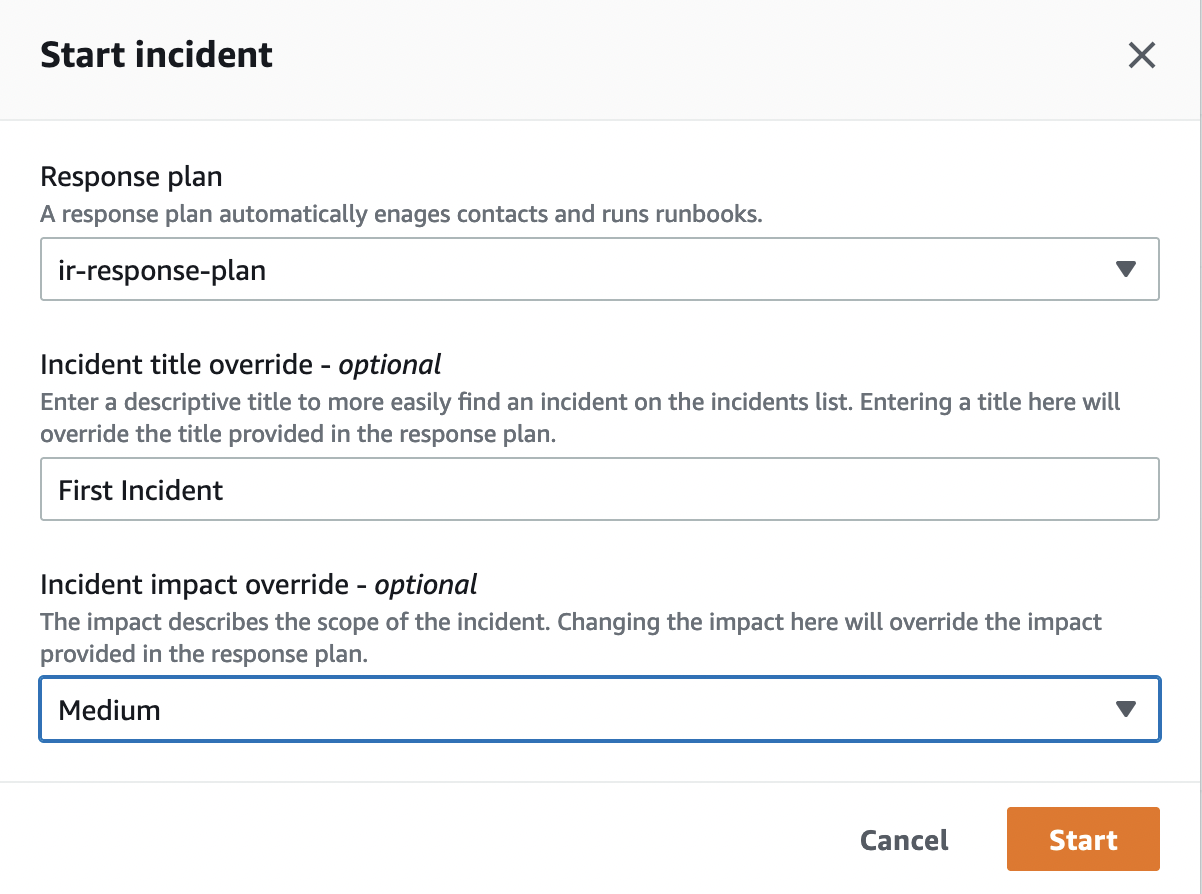 Start incident
Response plan
A response plan automatically enages contacts and runs runbooks.
ir-response-plan
Incident title override - optional
Enter a descriptive title to more easily find an incident on the incidents list. Entering a title here will
override the title provided in the response plan.
First Incident
Incident impact override - optional
The impact describes the scope of the incident. Changing the impact here will override the impact
provided in the response plan.
Medium
Cancel
Start